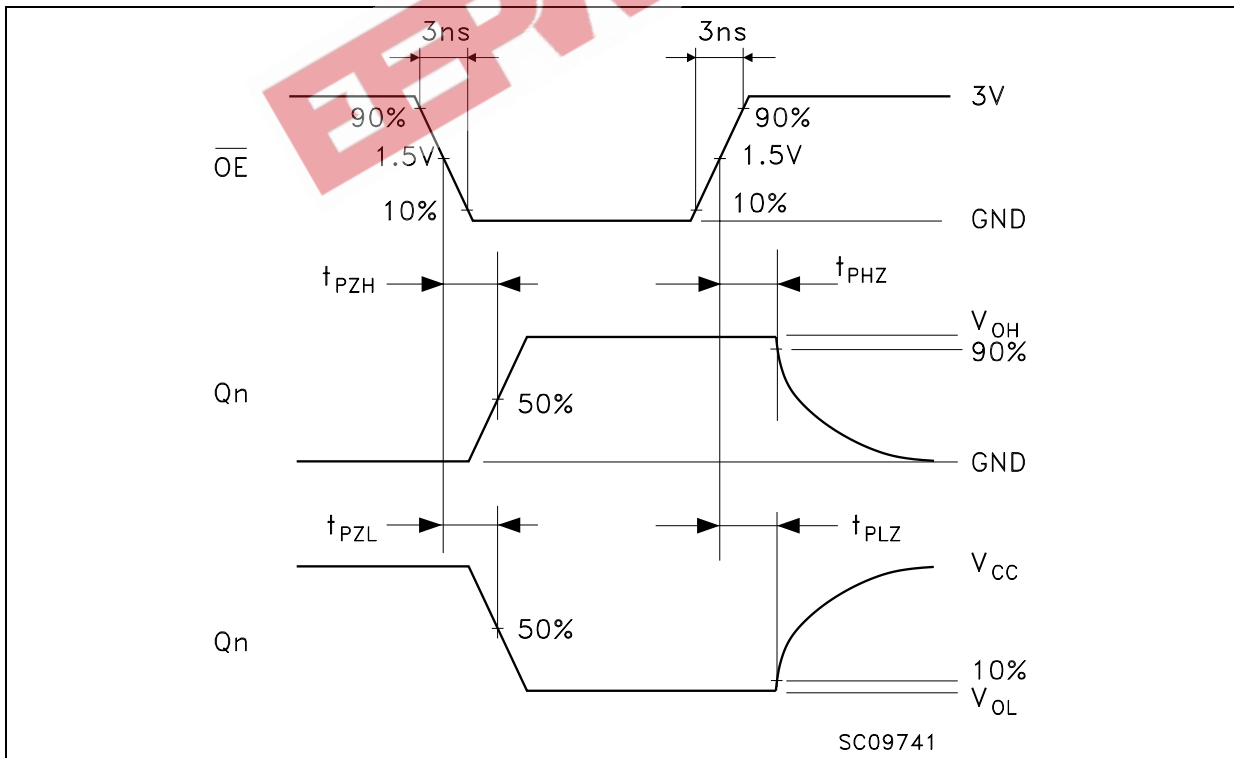 3ns 3ns
3V
90% 90%
OE 1.5V 1.5V
10% 10%
GND
tPZH tPHZ
VOH
90%
Qn 50%
GND
tPZL tPLZ
VCC
Qn 50%
10%
VOL
SC09741